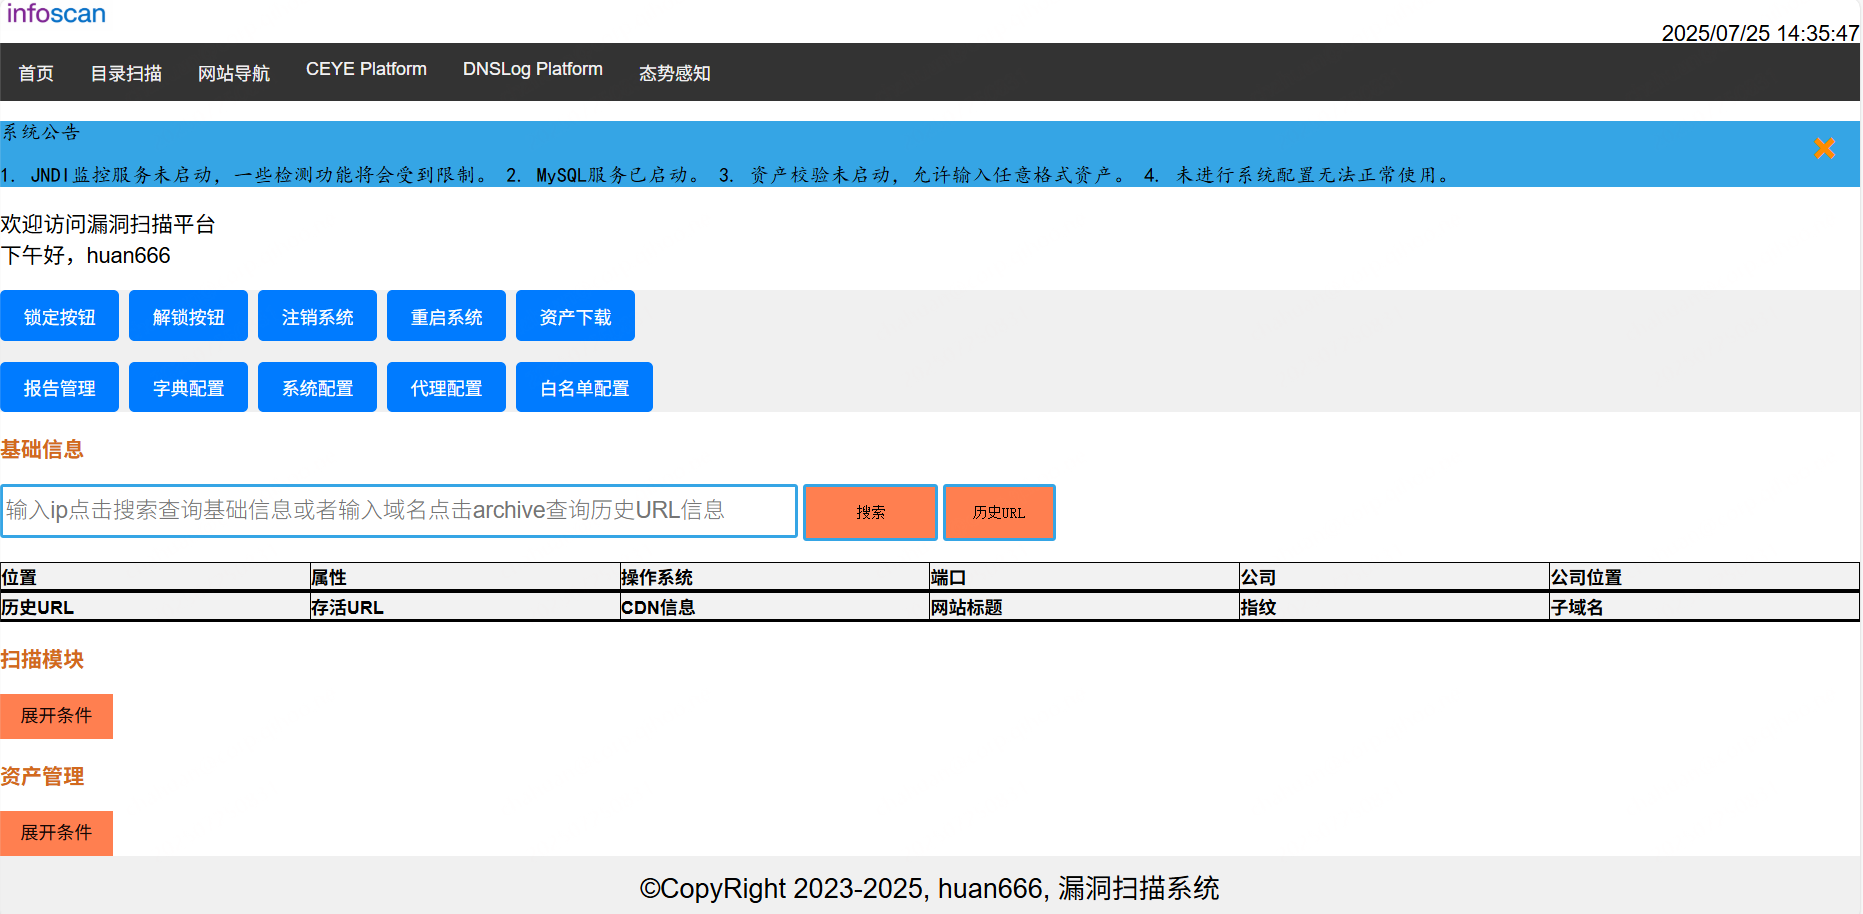 infoscan
2025/07/25 14:35:47
首页 目录扫描 网站导航 CEYE Platform DNSLog Platform 态势感知
系统公告
1. JNDI监控服务未启动，一些检测功能将会受到限制。 2. MySQL服务已启动。 3. 资产校验未启动，允许输入任意格式资产。 4. 未进行系统配置无法正常使用。
欢迎访问漏洞扫描平台
下午好，huan666
锁定按钮 解锁按钮 注销系统 重启系统 资产下载
报告管理 字典配置 系统配置 代理配置 白名单配置
基础信息
输入ip点击搜索查询基础信息或者输入域名点击archive查询历史URL信息 搜索 历史URL
位置 属性 操作系统 端口 公司 公司位置
历史URL 存活URL CDN信息 网站标题 指纹 子域名
扫描模块
展开条件
资产管理
展开条件
©CopyRight 2023-2025, huan666, 漏洞扫描系统